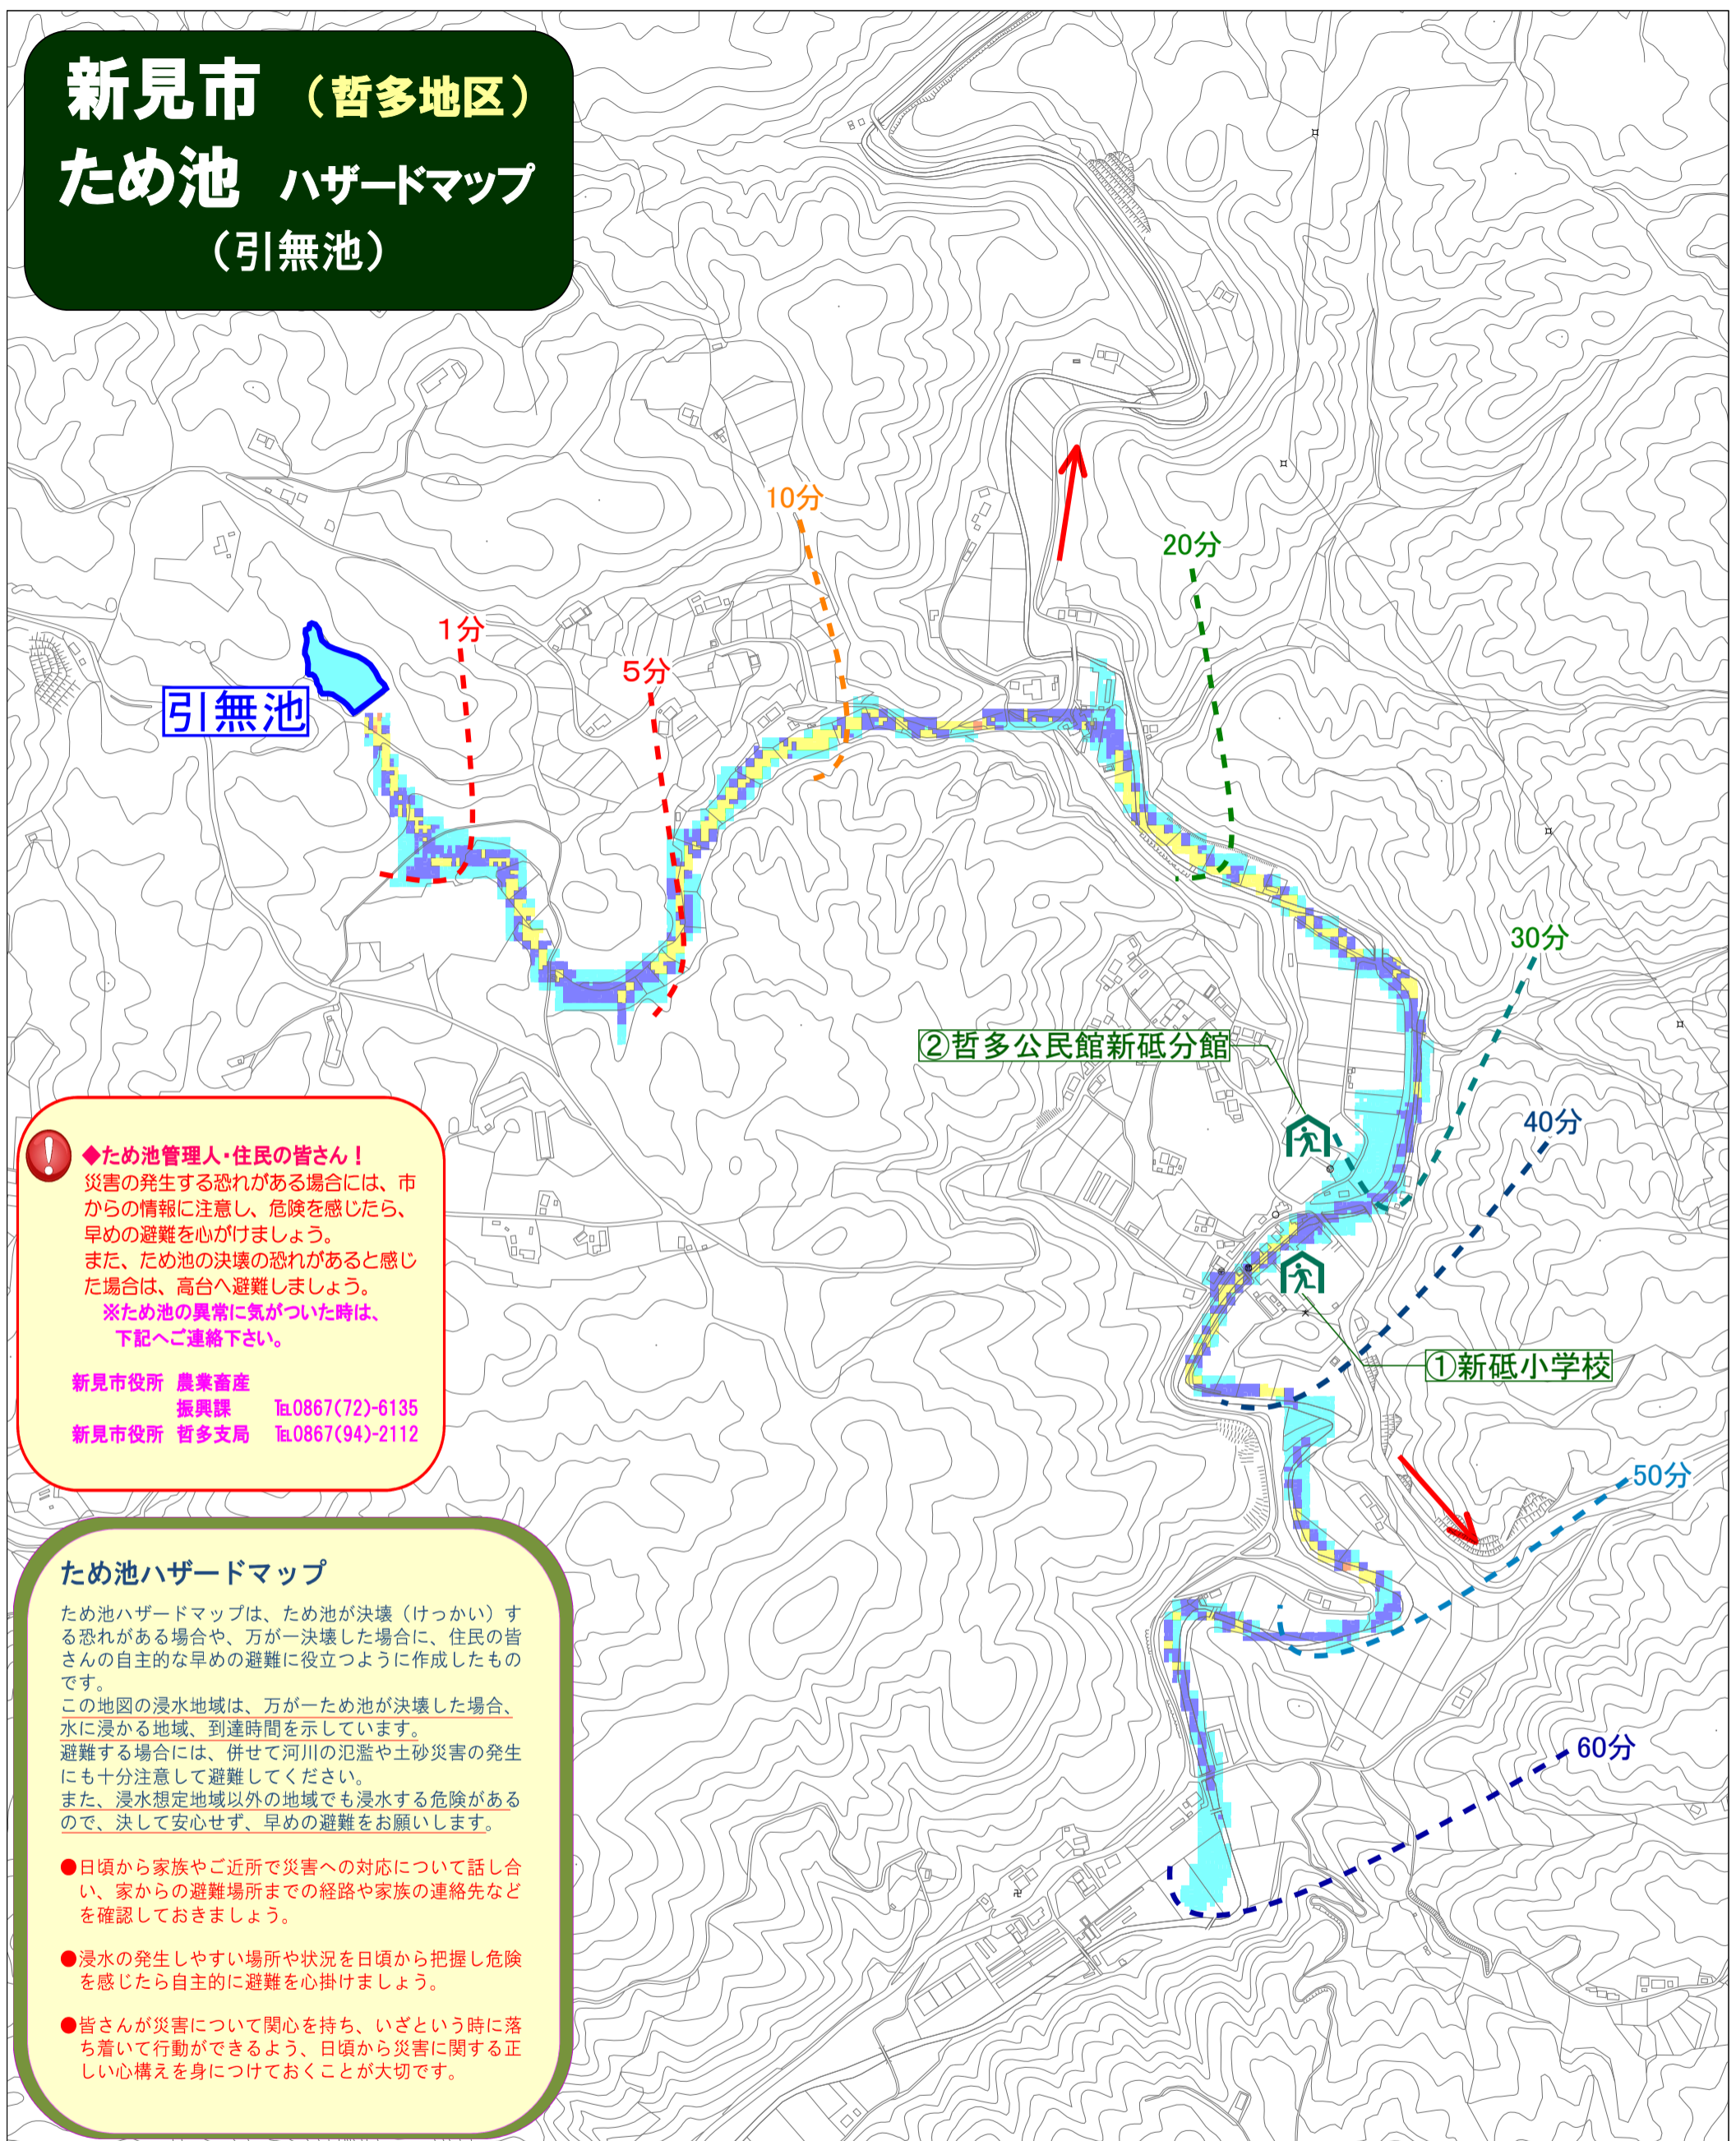 新見市 （哲多地区）
ため池 ハザードマップ
（引無池）
10分
20分
1分
5分
引無池
30分
②哲多公民館新砥分館
40分
①新砥小学校
50分
60分
◆ため池管理人・住民の皆さん！
災害の発生する恐れがある場合には、市
からの情報に注意し、危険を感じたら、
早めの避難を心がけましょう。
また、ため池の決壊の恐れがあると感じ
た場合は、高台へ避難しましょう。
※ため池の異常に気がついた時は、
下記へご連絡下さい。
新見市役所 農業畜産
振興課 ℡0867(72)-6135
新見市役所 哲多支局 ℡0867(94)-2112
ため池ハザードマップ
ため池ハザードマップは、ため池が決壊（けっかい）す
る恐れがある場合や、万が一決壊した場合に、住民の皆
さんの自主的な早めの避難に役立つように作成したもの
です。
この地図の浸水地域は、万が一ため池が決壊した場合、
水に浸かる地域、到達時間を示しています。
避難する場合には、併せて河川の氾濫や土砂災害の発生
にも十分注意して避難してください。
また、浸水想定地域以外の地域でも浸水する危険がある
ので、決して安心せず、早めの避難をお願いします。
●日頃から家族やご近所で災害への対応について話し合
い、家からの避難場所までの経路や家族の連絡先など
を確認しておきましょう。
●浸水の発生しやすい場所や状況を日頃から把握し危険
を感じたら自主的に避難を心掛けましょう。
●皆さんが災害について関心を持ち、いざという時に落
ち着いて行動ができるよう、日頃から災害に関する正
しい心構えを身につけておくことが大切です。